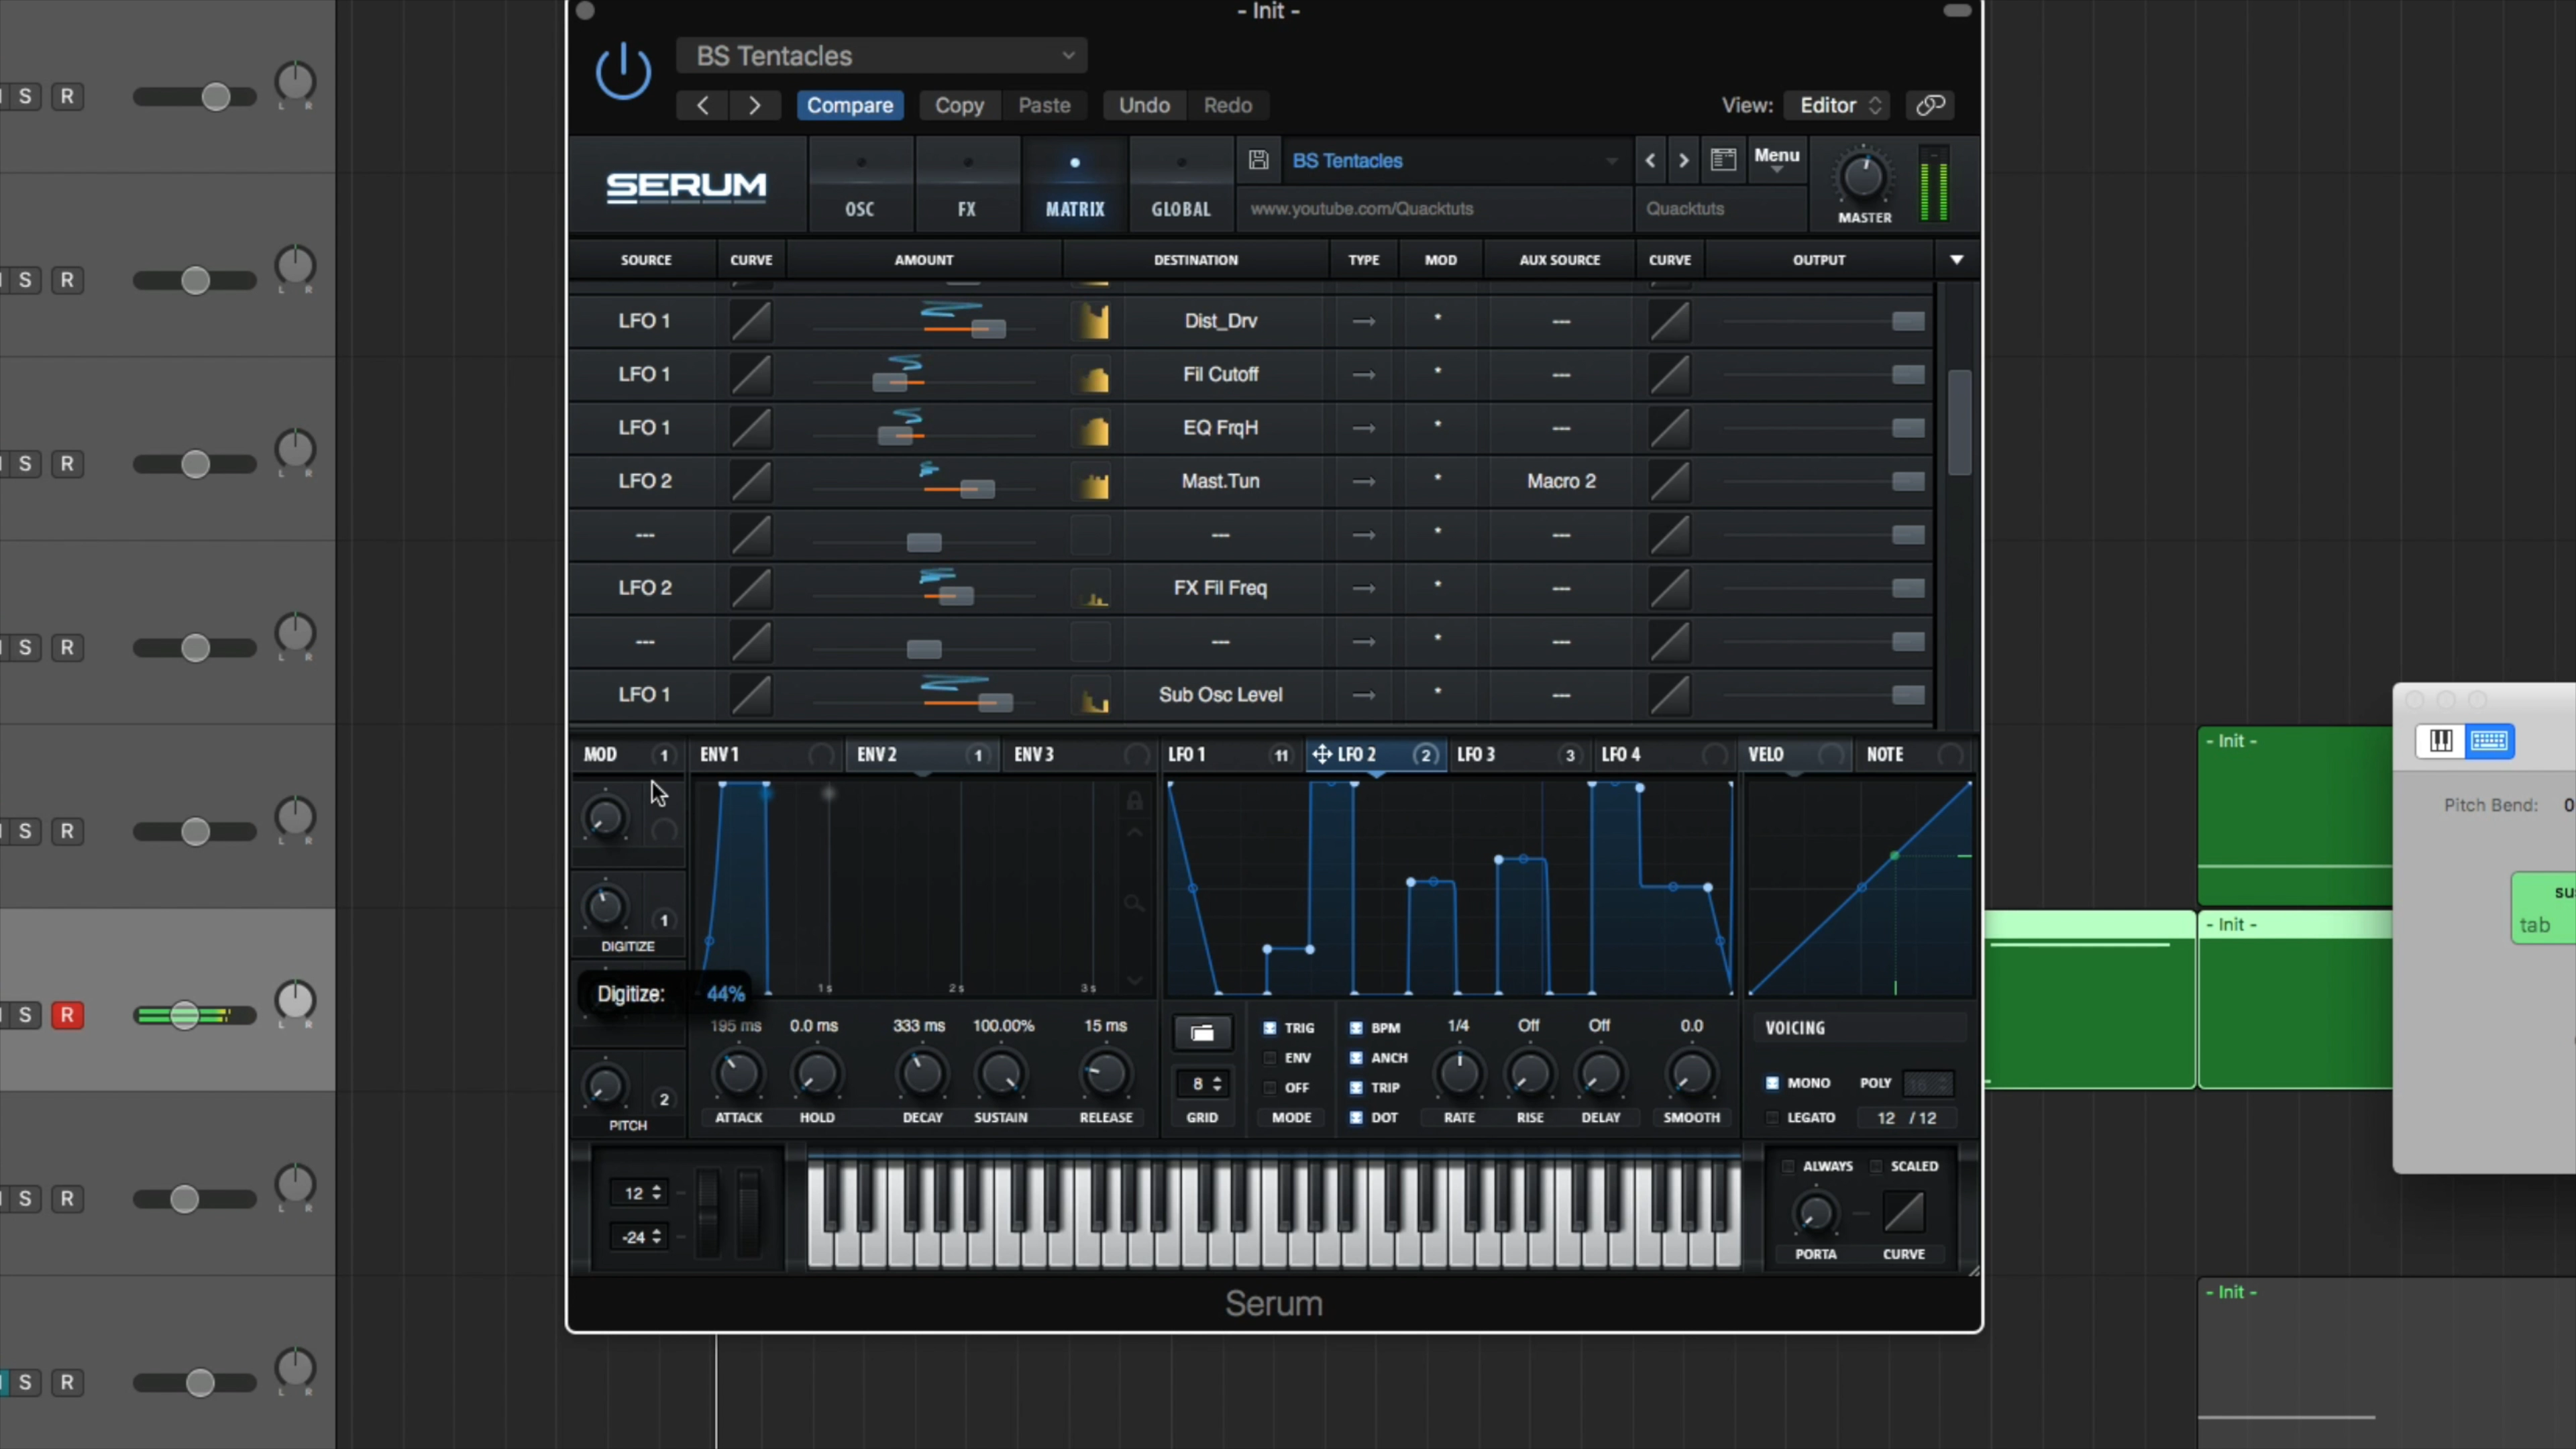 - Init -
BS Tentacles
Compare Copy Paste Undo Redo View: Editor
SERUM OSC FX MATRIX GLOBAL BS Tentacles Menu MASTER
www.youtube.com/Quacktuts Quacktuts
SOURCE CURVE AMOUNT DESTINATION TYPE MOD AUX SOURCE CURVE OUTPUT
LFO 1 Dist_Drv * ---
LFO 1 Fil Cutoff * ---
LFO 1 EQ FrqH * ---
LFO 2 Mast.Tun * Macro 2
--- --- * ---
LFO 2 FX Fil Freq * ---
--- --- * ---
LFO 1 Sub Osc Level * ---
MOD 1 ENV 1 ENV 2 1 ENV 3 LFO 1 11 LFO 2 2 LFO 3 3 LFO 4 VELO NOTE
1
DIGITIZE
Digitize: 44%
1 s 2 s 3 s
195 ms 0.0 ms 333 ms 100.00% 15 ms
ATTACK HOLD DECAY SUSTAIN RELEASE
2
PITCH
8
GRID
TRIG
ENV
OFF
MODE
BPM
ANCH
TRIP
DOT
1/4 Off Off 0.0
RATE RISE DELAY SMOOTH
VOICING
MONO POLY 16
LEGATO 12 / 12
12
-24
ALWAYS SCALED
PORTA CURVE
Serum
S R L R
S R L R
S R L R
S R L R
S R L R
S R L R
S R L R
S R L R
- Init -
- Init -
- Init -
Pitch Bend: 0
su
tab